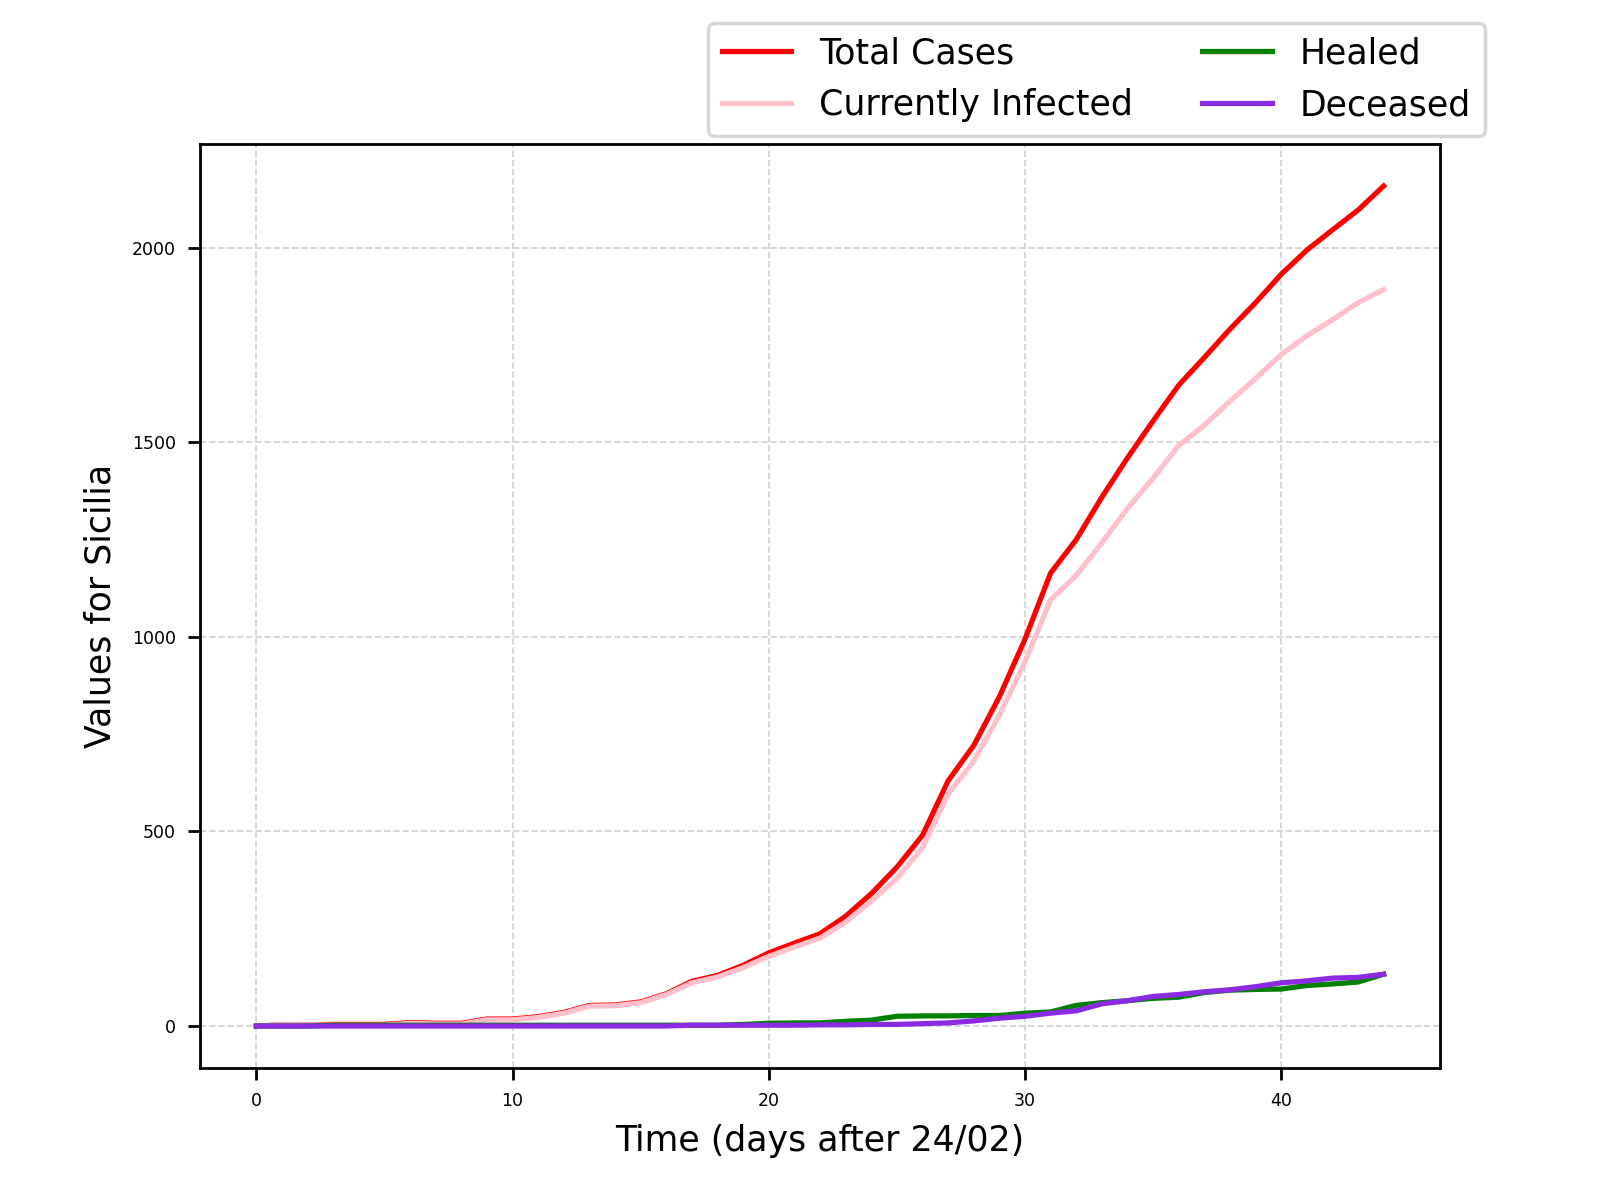 Total Cases
Currently Infected
Healed
Deceased
Values for Sicilia
2000
1500
1000
500
0
0 10 20 30 40
Time (days after 24/02)